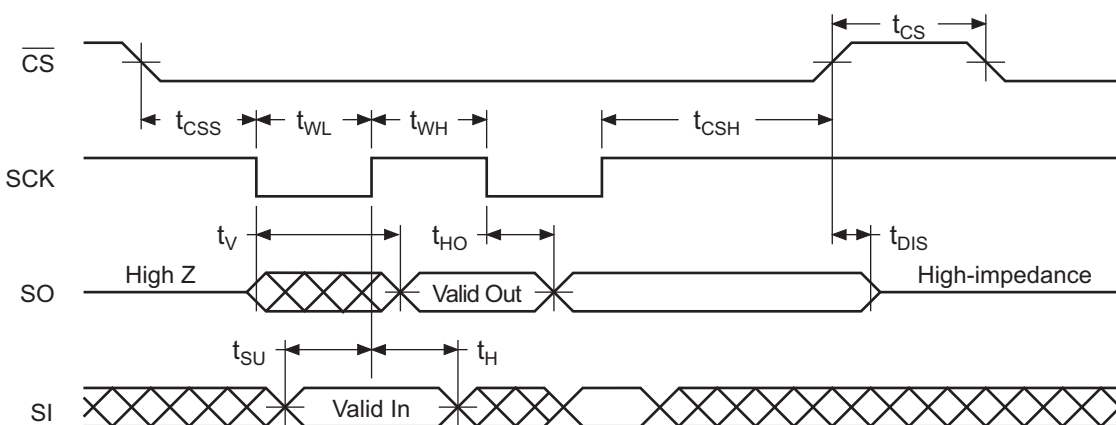 t_CS
CS
t_CSS t_WL t_WH t_CSH
SCK
t_V t_HO t_DIS
High Z High-impedance
SO Valid Out
t_SU t_H
SI Valid In